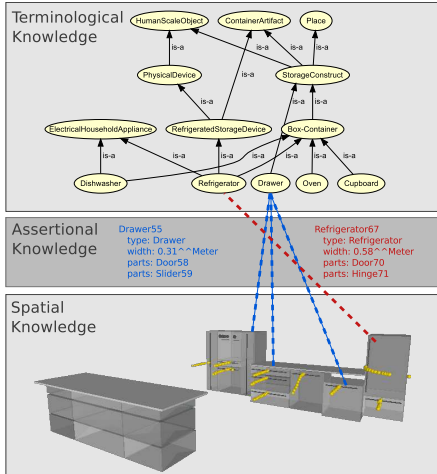 Terminological
Knowledge
HumanScaleObject
ContainerArtifact
Place
is-a
is-a
is-a
is-a
PhysicalDevice
is-a
StorageConstruct
is-a
is-a
is-a
ElectricalHouseholdAppliance
RefrigeratedStorageDevice
Box-Container
is-a
is-a
is-a
is-a
is-a
is-a
is-a
Dishwasher
Refrigerator
Drawer
Oven
Cupboard
Assertional
Knowledge
Drawer55
type: Drawer
width: 0.31^^Meter
parts: Door58
parts: Slider59
Refrigerator67
type: Refrigerator
width: 0.58^^Meter
parts: Door70
parts: Hinge71
Spatial
Knowledge